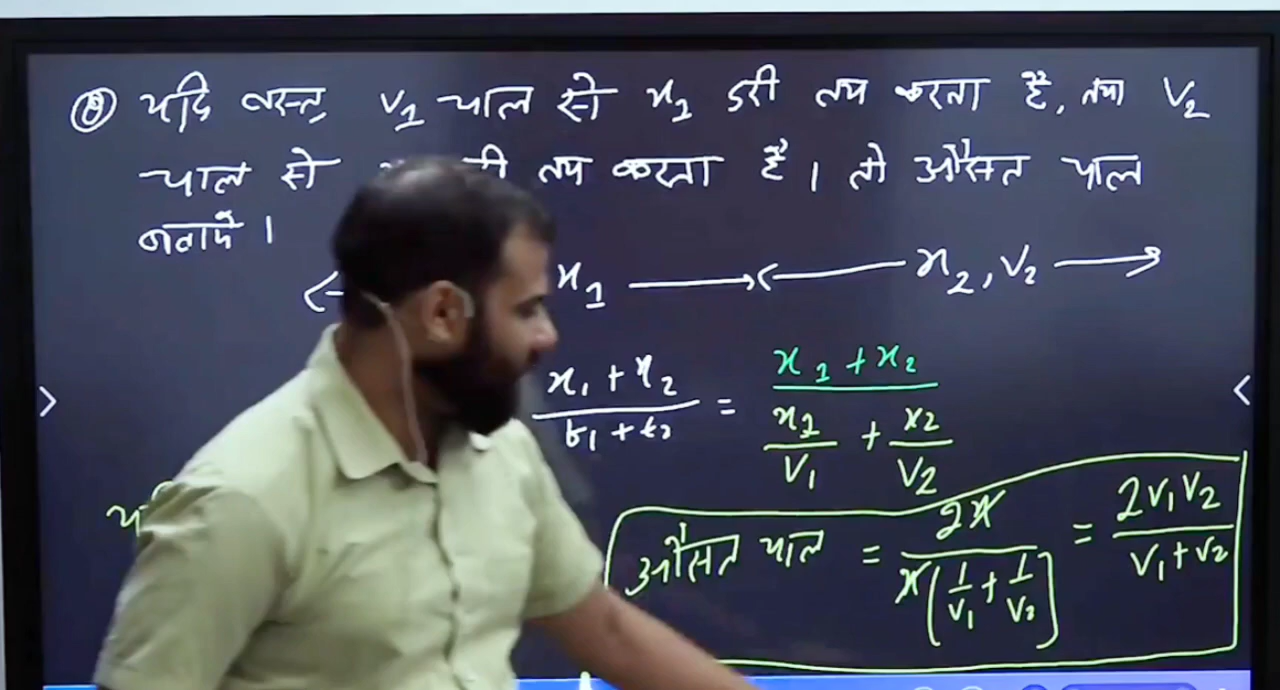 यदि वस्तु v₁ चाल से x₁ दूरी तय करता है, तथा v₂
चाल से तय करता है। तो औसत चाल
बतायें।
x₁ x₂, v₂
(x₁ + x₂)/(t₁ + t₂) = (x₁ + x₂)/(x₁/v₁ + x₂/v₂)
औसत चाल = 2x/x(1/v₁ + 1/v₂] = 2v₁v₂/(v₁ + v₂)